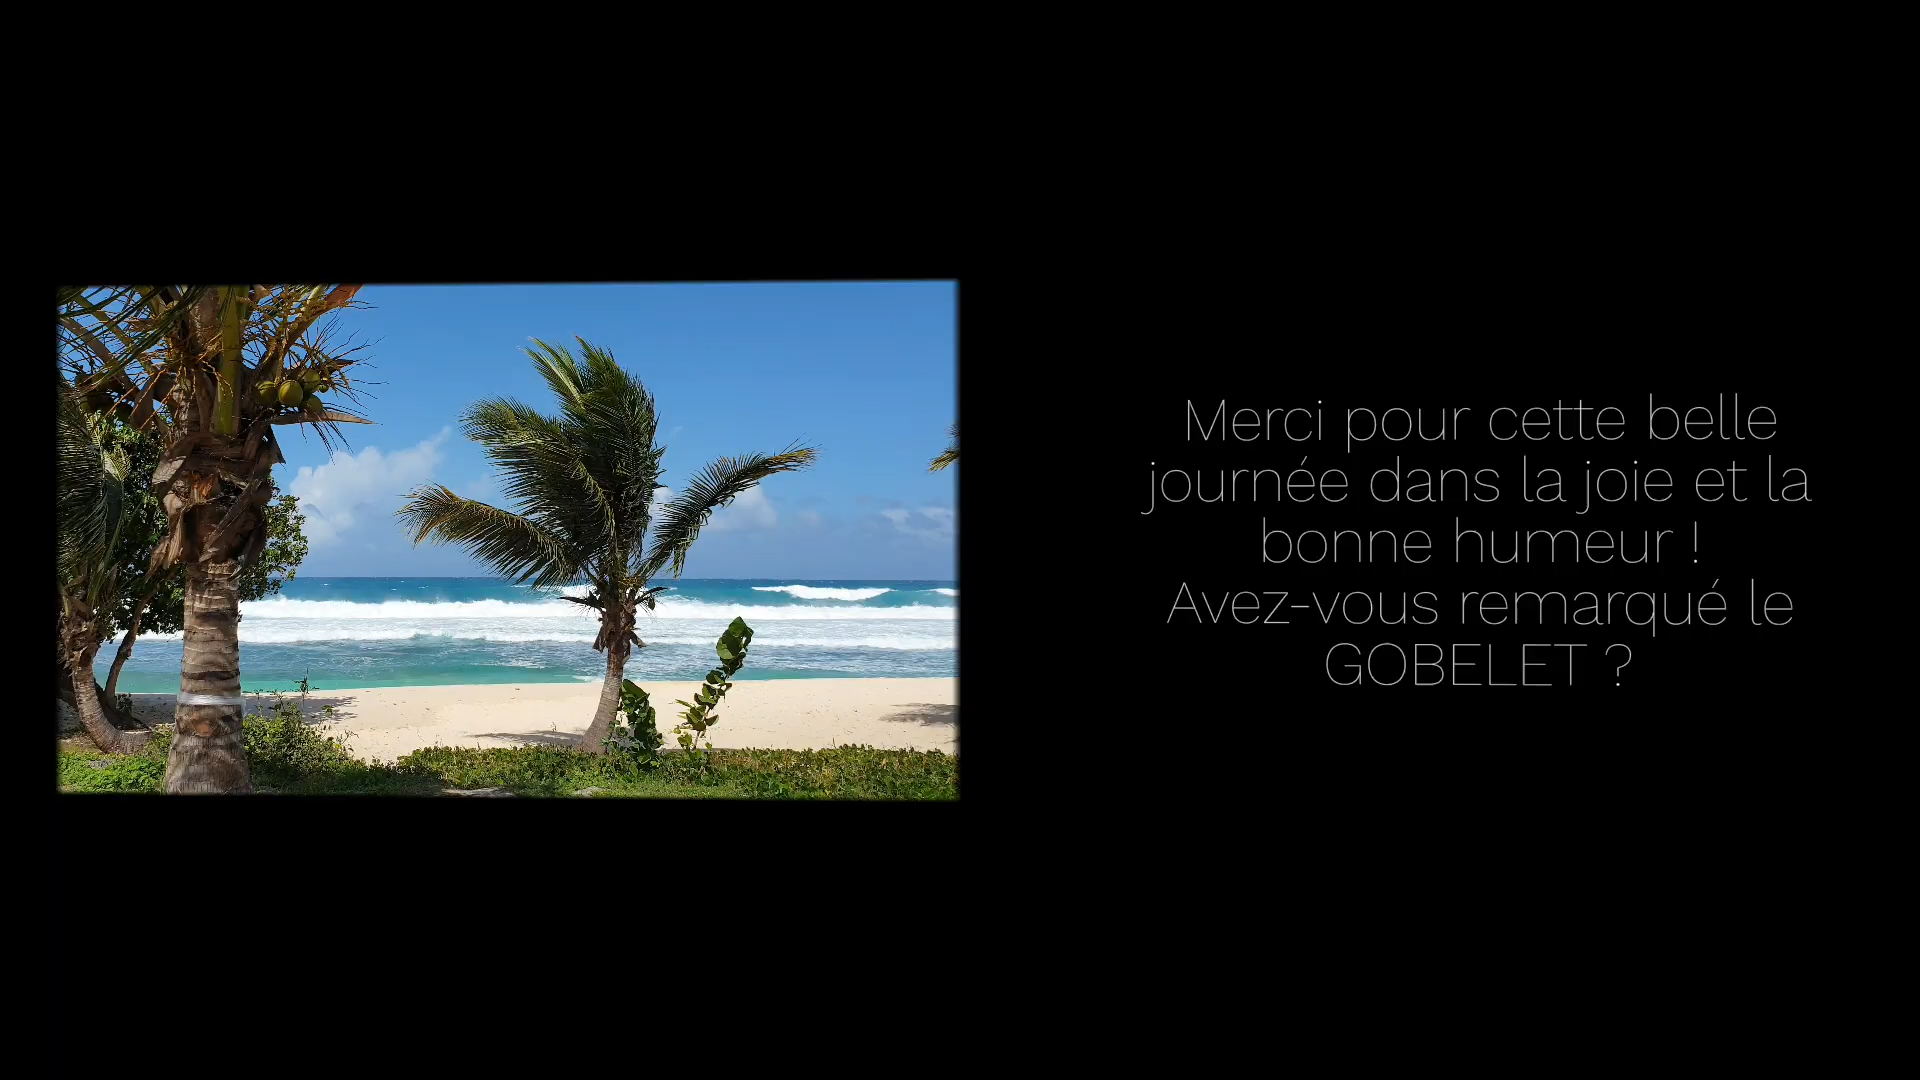 Merci pour cette belle
journée dans la joie et la
bonne humeur !
Avez-vous remarqué le
GOBELET ?